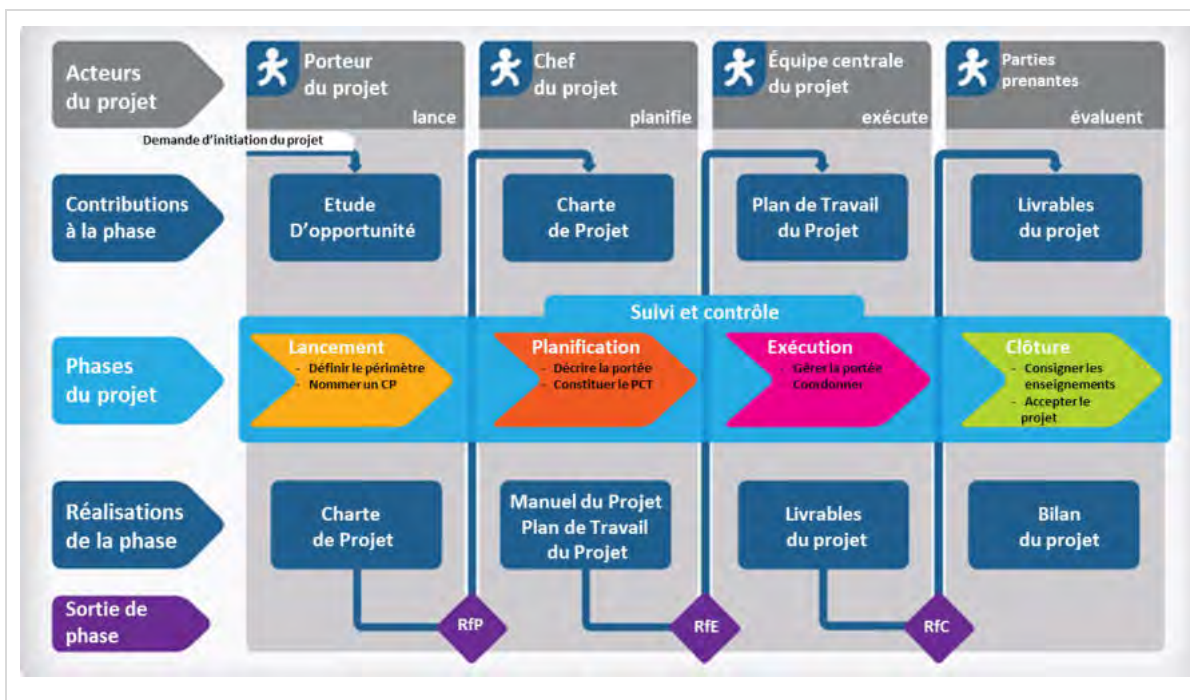 Acteurs
du projet
Porteur
du projet
lance
Chef
du projet
planifie
Équipe centrale
du projet
exécute
Parties
prenantes
évaluent
Demande d'initiation du projet
Contributions
à la phase
Etude
D'opportunité
Charte
de Projet
Plan de Travail
du Projet
Livrables
du projet
Suivi et contrôle
Phases
du projet
Lancement
- Définir le périmètre
- Nommer un CP
Planification
- Décrire la portée
- Constituer le PCT
Exécution
- Gérer la portée
Coordonner
Clôture
- Consigner les
enseignements
- Accepter le
projet
Réalisations
de la phase
Charte
de Projet
Manuel du Projet
Plan de Travail
du Projet
Livrables
du projet
Bilan
du projet
Sortie de
phase
RfP
RfE
RfC